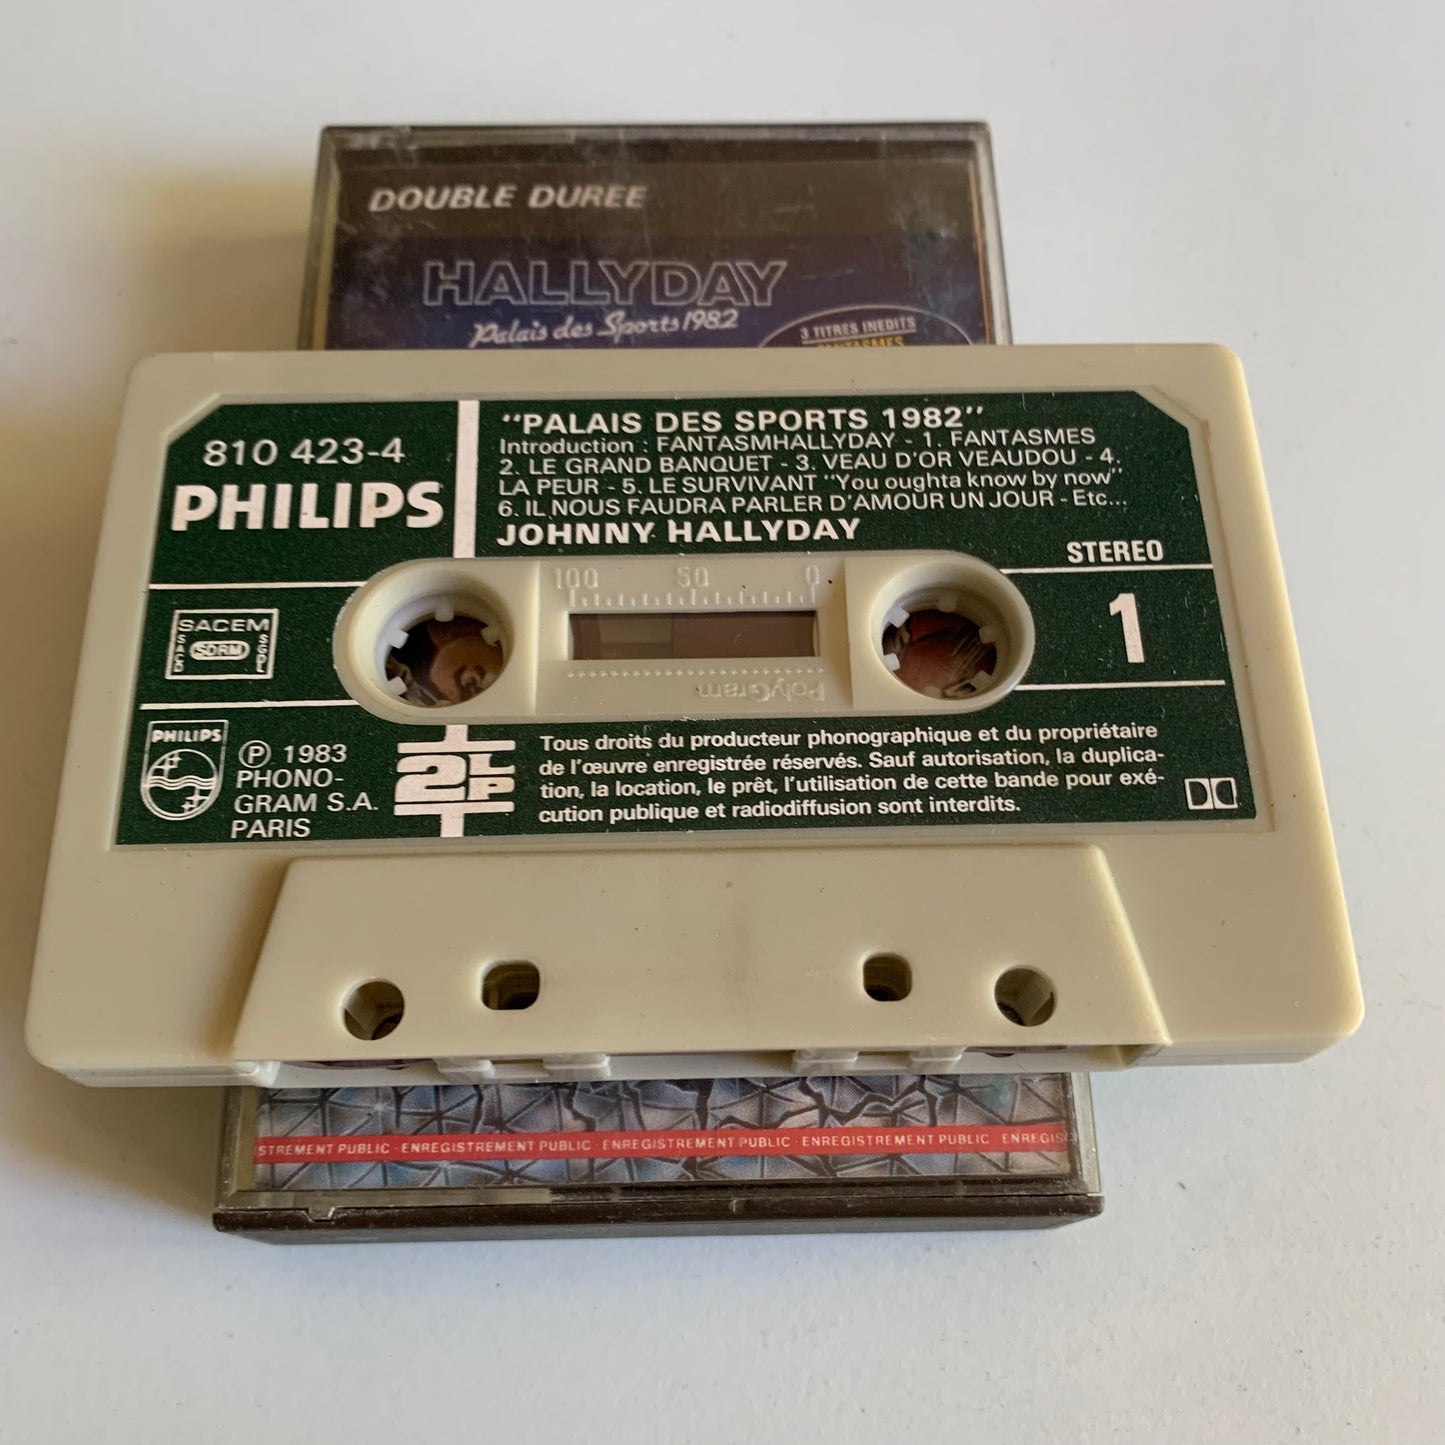 DOUBLE DUREE
HALLYDAY
Palais des Sports 1982
3 TITRES INEDITS
FANTASMES
810 423-4
PHILIPS
"PALAIS DES SPORTS 1982"
Introduction : FANTASMHALLYDAY - 1. FANTASMES
2. LE GRAND BANQUET - 3. VEAU D'OR VEAUDOU - 4.
LA PEUR - 5. LE SURVIVANT "You oughta know by now"
6. IL NOUS FAUDRA PARLER D'AMOUR UN JOUR - Etc...
JOHNNY HALLYDAY
STEREO
1
100 50 0
PolyGram
SACEM
SACD
SDRM
SGDL
PHILIPS
Ⓟ 1983
PHONO-
GRAM S.A.
PARIS
2LP
Tous droits du producteur phonographique et du propriétaire
de l'œuvre enregistrée réservés. Sauf autorisation, la duplica-
tion, la location, le prêt, l'utilisation de cette bande pour exé-
cution publique et radiodiffusion sont interdits.
STREMENT PUBLIC · ENREGISTREMENT PUBLIC · ENREGISTREMENT PUBLIC · ENREGISTREMENT PUBLIC · ENREGIS